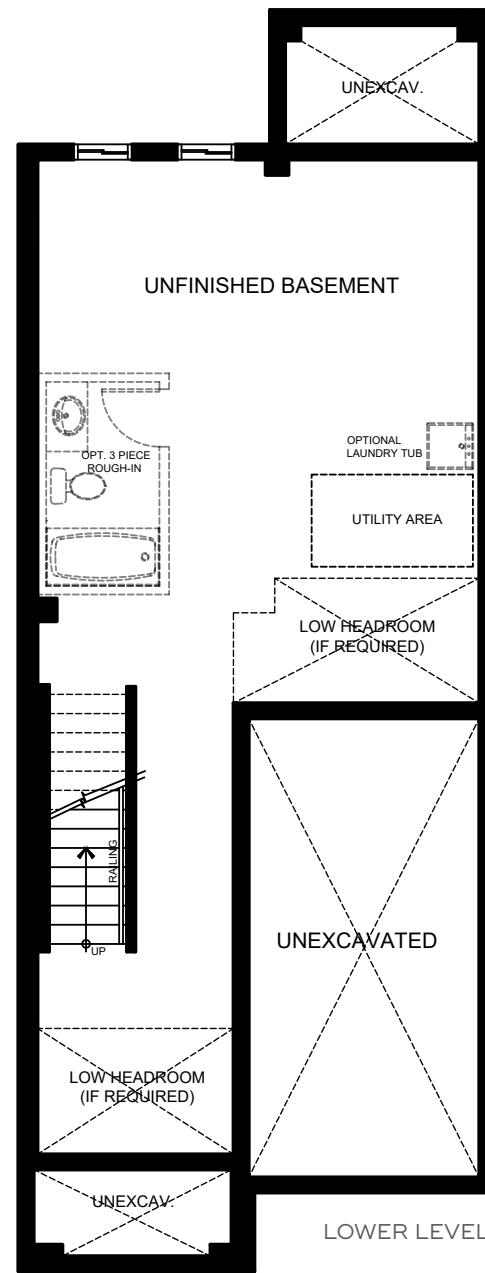 UNEXCAV.
UNFINISHED BASEMENT
OPT. 3 PIECE
ROUGH-IN
OPTIONAL
LAUNDRY TUB
UTILITY AREA
LOW HEADROOM
(IF REQUIRED)
RAILING
UP
UNEXCAVATED
LOW HEADROOM
(IF REQUIRED)
UNEXCAV.
LOWER LEVEL